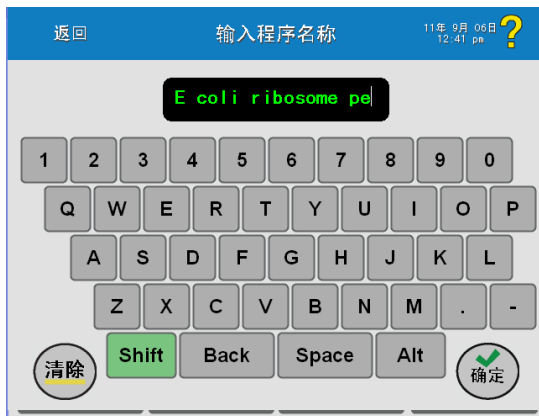 返回 输入程序名称 11年 9月 06日
12:41 pm
?
E coli ribosome pe
1 2 3 4 5 6 7 8 9 0
Q W E R T Y U I O P
A S D F G H J K L
Z X C V B N M . -
清除 Shift Back Space Alt 确定